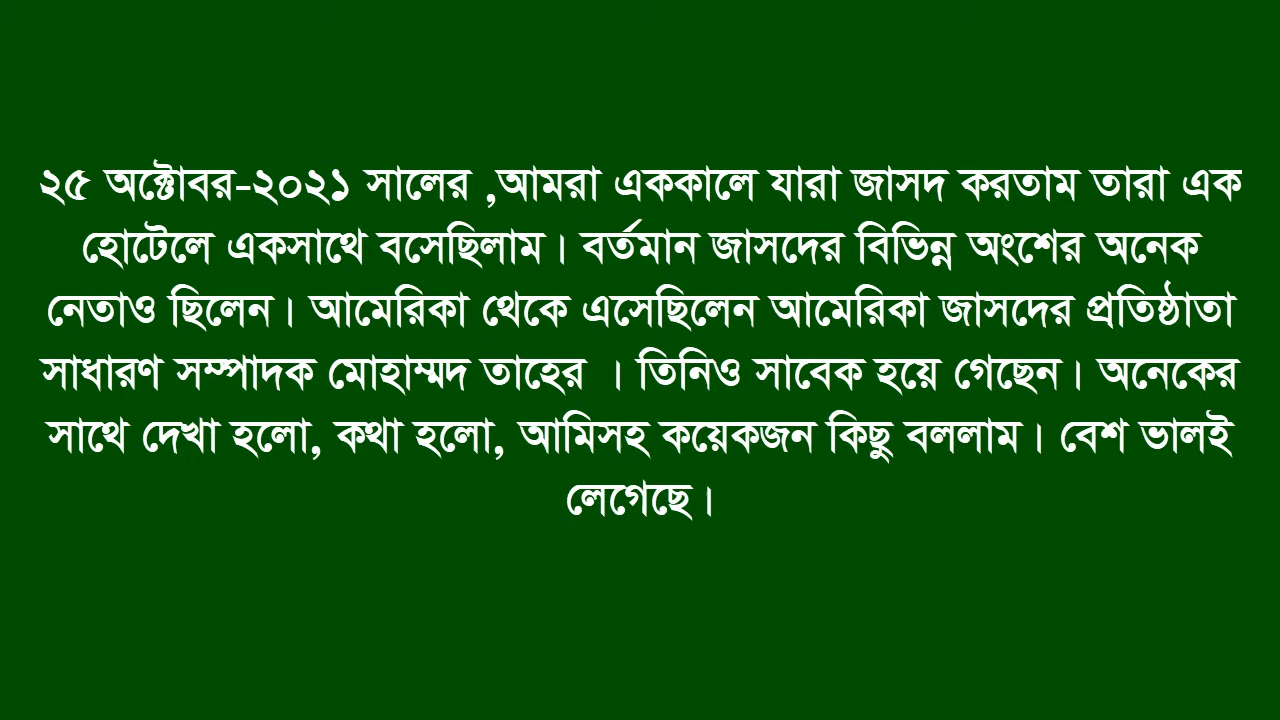 ২৫ অক্টোবর-২০২১ সালের ,আমরা এককালে যারা জাসদ করতাম তারা এক
হোটেলে একসাথে বসেছিলাম। বর্তমান জাসদের বিভিন্ন অংশের অনেক
নেতাও ছিলেন। আমেরিকা থেকে এসেছিলেন আমেরিকা জাসদের প্রতিষ্ঠাতা
সাধারণ সম্পাদক মোহাম্মদ তাহের । তিনিও সাবেক হয়ে গেছেন। অনেকের
সাথে দেখা হলো, কথা হলো, আমিসহ কয়েকজন কিছু বললাম। বেশ ভালই
লেগেছে।